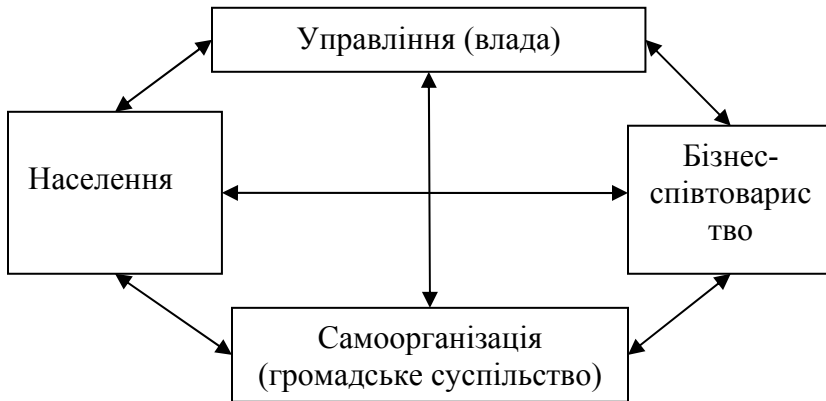 Управління (влада)
Населення
Бізнес-
співтоварис
тво
Самоорганізація
(громадське суспільство)